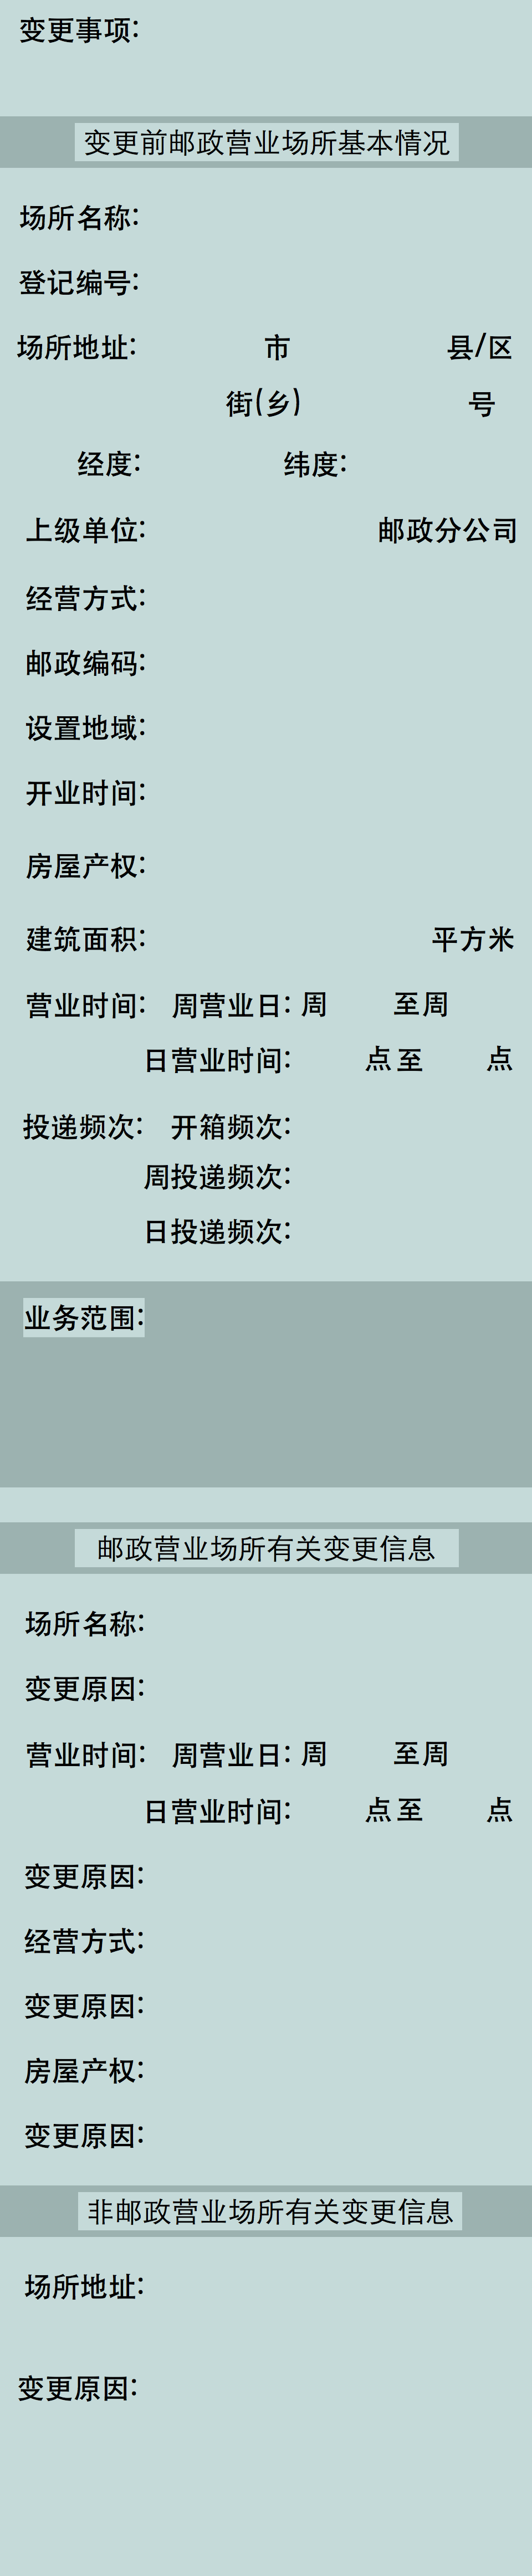 变更事项:
变更前邮政营业场所基本情况
场所名称:
登记编号:
场所地址: 市 县/区
街(乡) 号
经度: 纬度:
上级单位: 邮政分公司
经营方式:
邮政编码:
设置地域:
开业时间:
房屋产权:
建筑面积: 平方米
营业时间: 周营业日: 周 至周
日营业时间: 点至 点
投递频次: 开箱频次:
周投递频次:
日投递频次:
业务范围:
邮政营业场所有关变更信息
场所名称:
变更原因:
营业时间: 周营业日: 周 至周
日营业时间: 点至 点
变更原因:
经营方式:
变更原因:
房屋产权:
变更原因:
非邮政营业场所有关变更信息
场所地址:
变更原因: